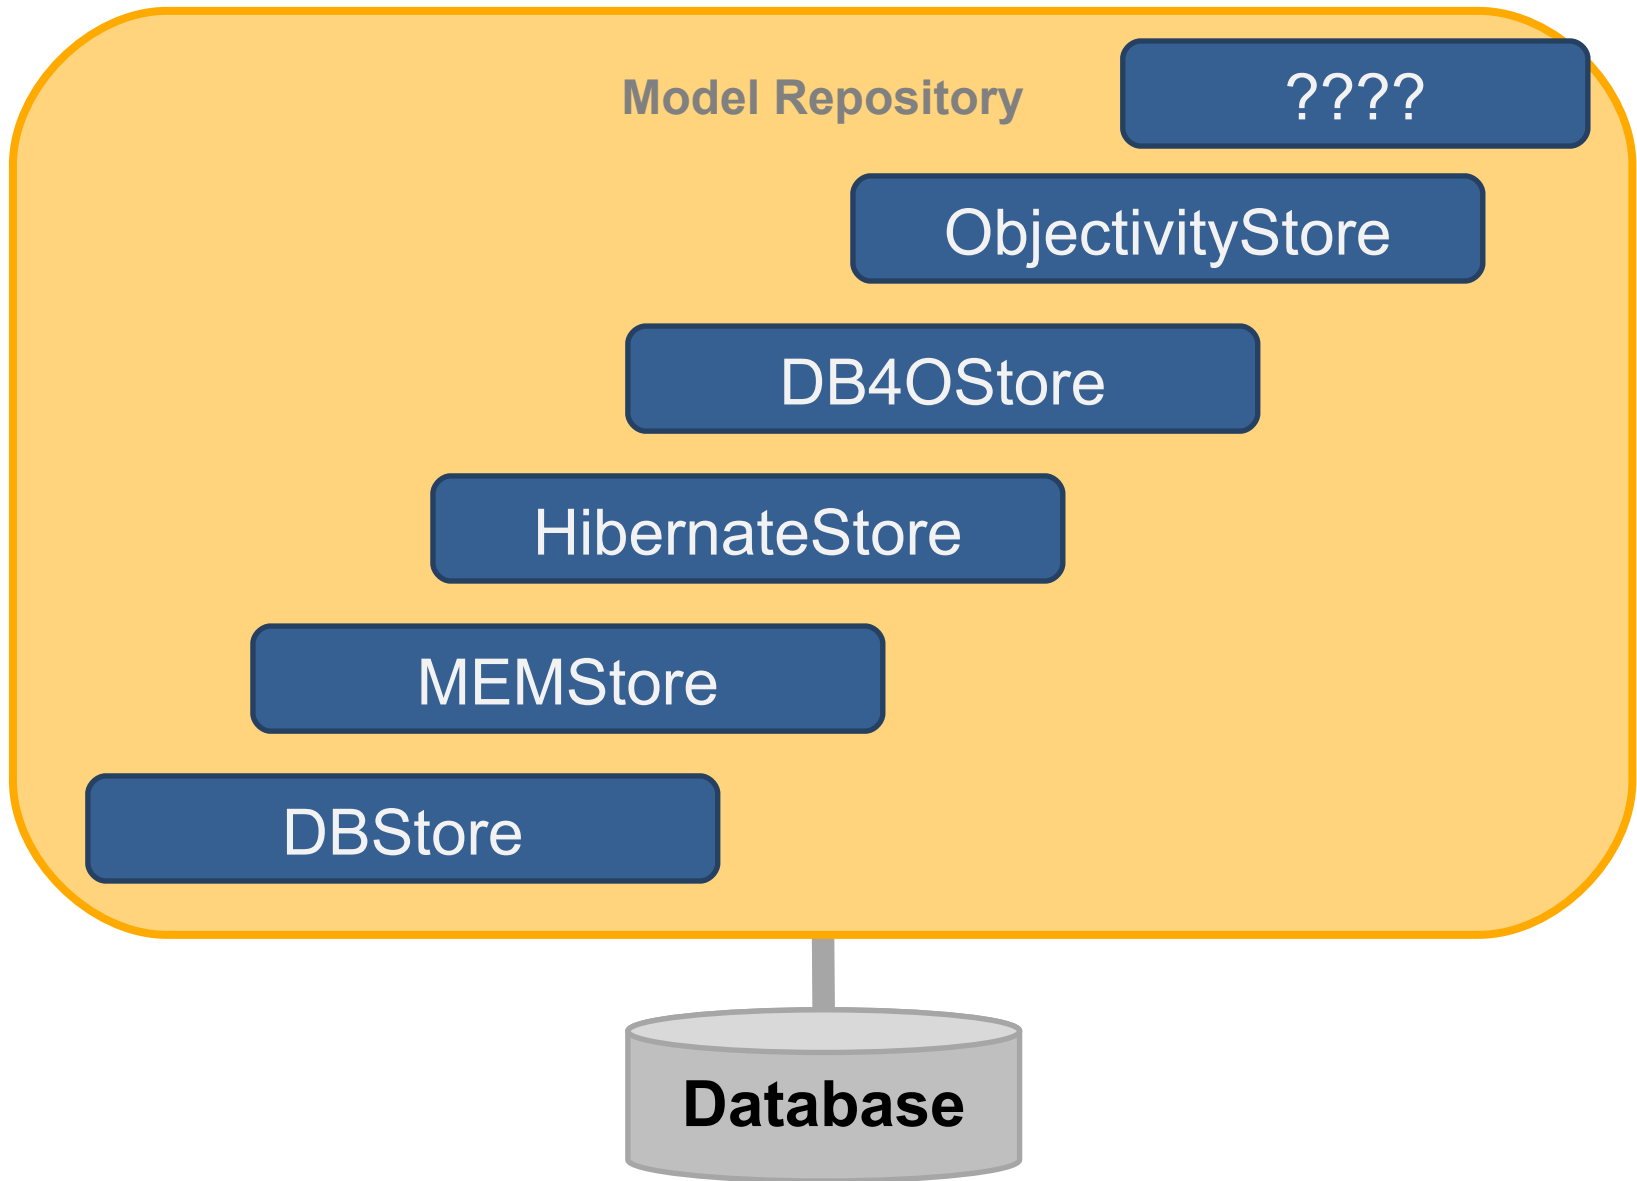 Model Repository
????
ObjectivityStore
DB4OStore
HibernateStore
MEMStore
DBStore
Database